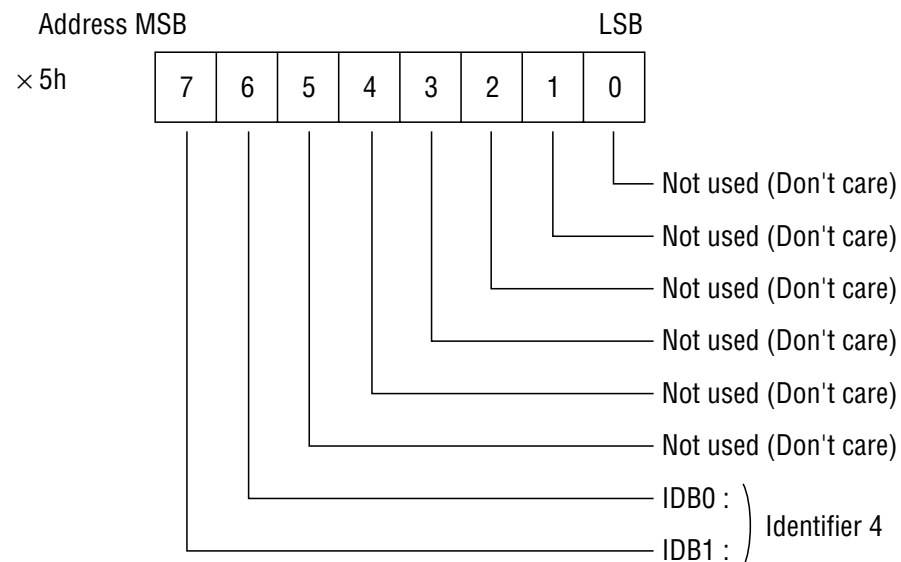 Address MSB LSB
× 5h 7 6 5 4 3 2 1 0
Not used (Don't care)
Not used (Don't care)
Not used (Don't care)
Not used (Don't care)
Not used (Don't care)
Not used (Don't care)
IDB0 :
Identifier 4
IDB1 :